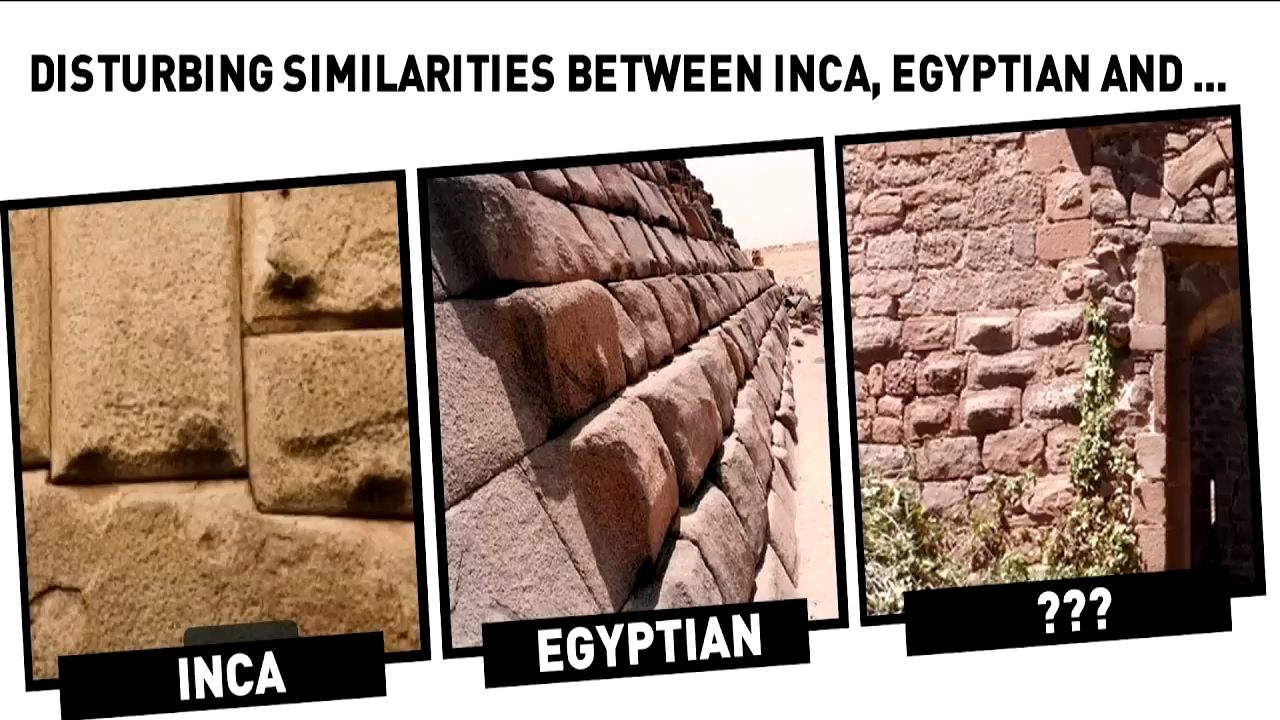 DISTURBING SIMILARITIES BETWEEN INCA, EGYPTIAN AND ...
INCA
EGYPTIAN
???